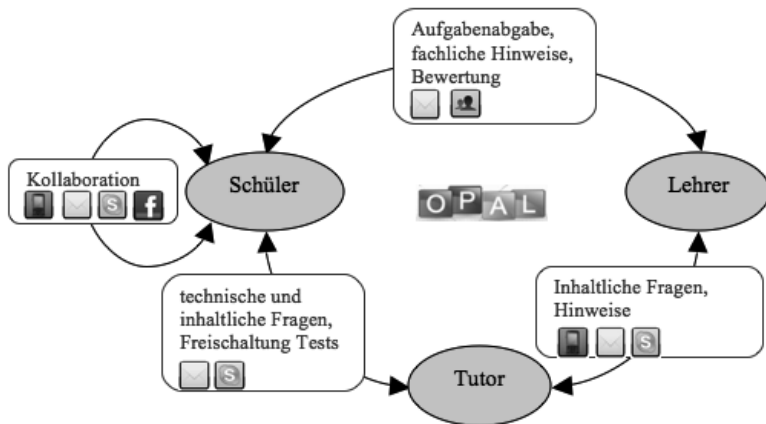 Aufgabenabgabe,
fachliche Hinweise,
Bewertung
Kollaboration
Schüler
OPAL
Lehrer
technische und
inhaltliche Fragen,
Freischaltung Tests
Inhaltliche Fragen,
Hinweise
Tutor